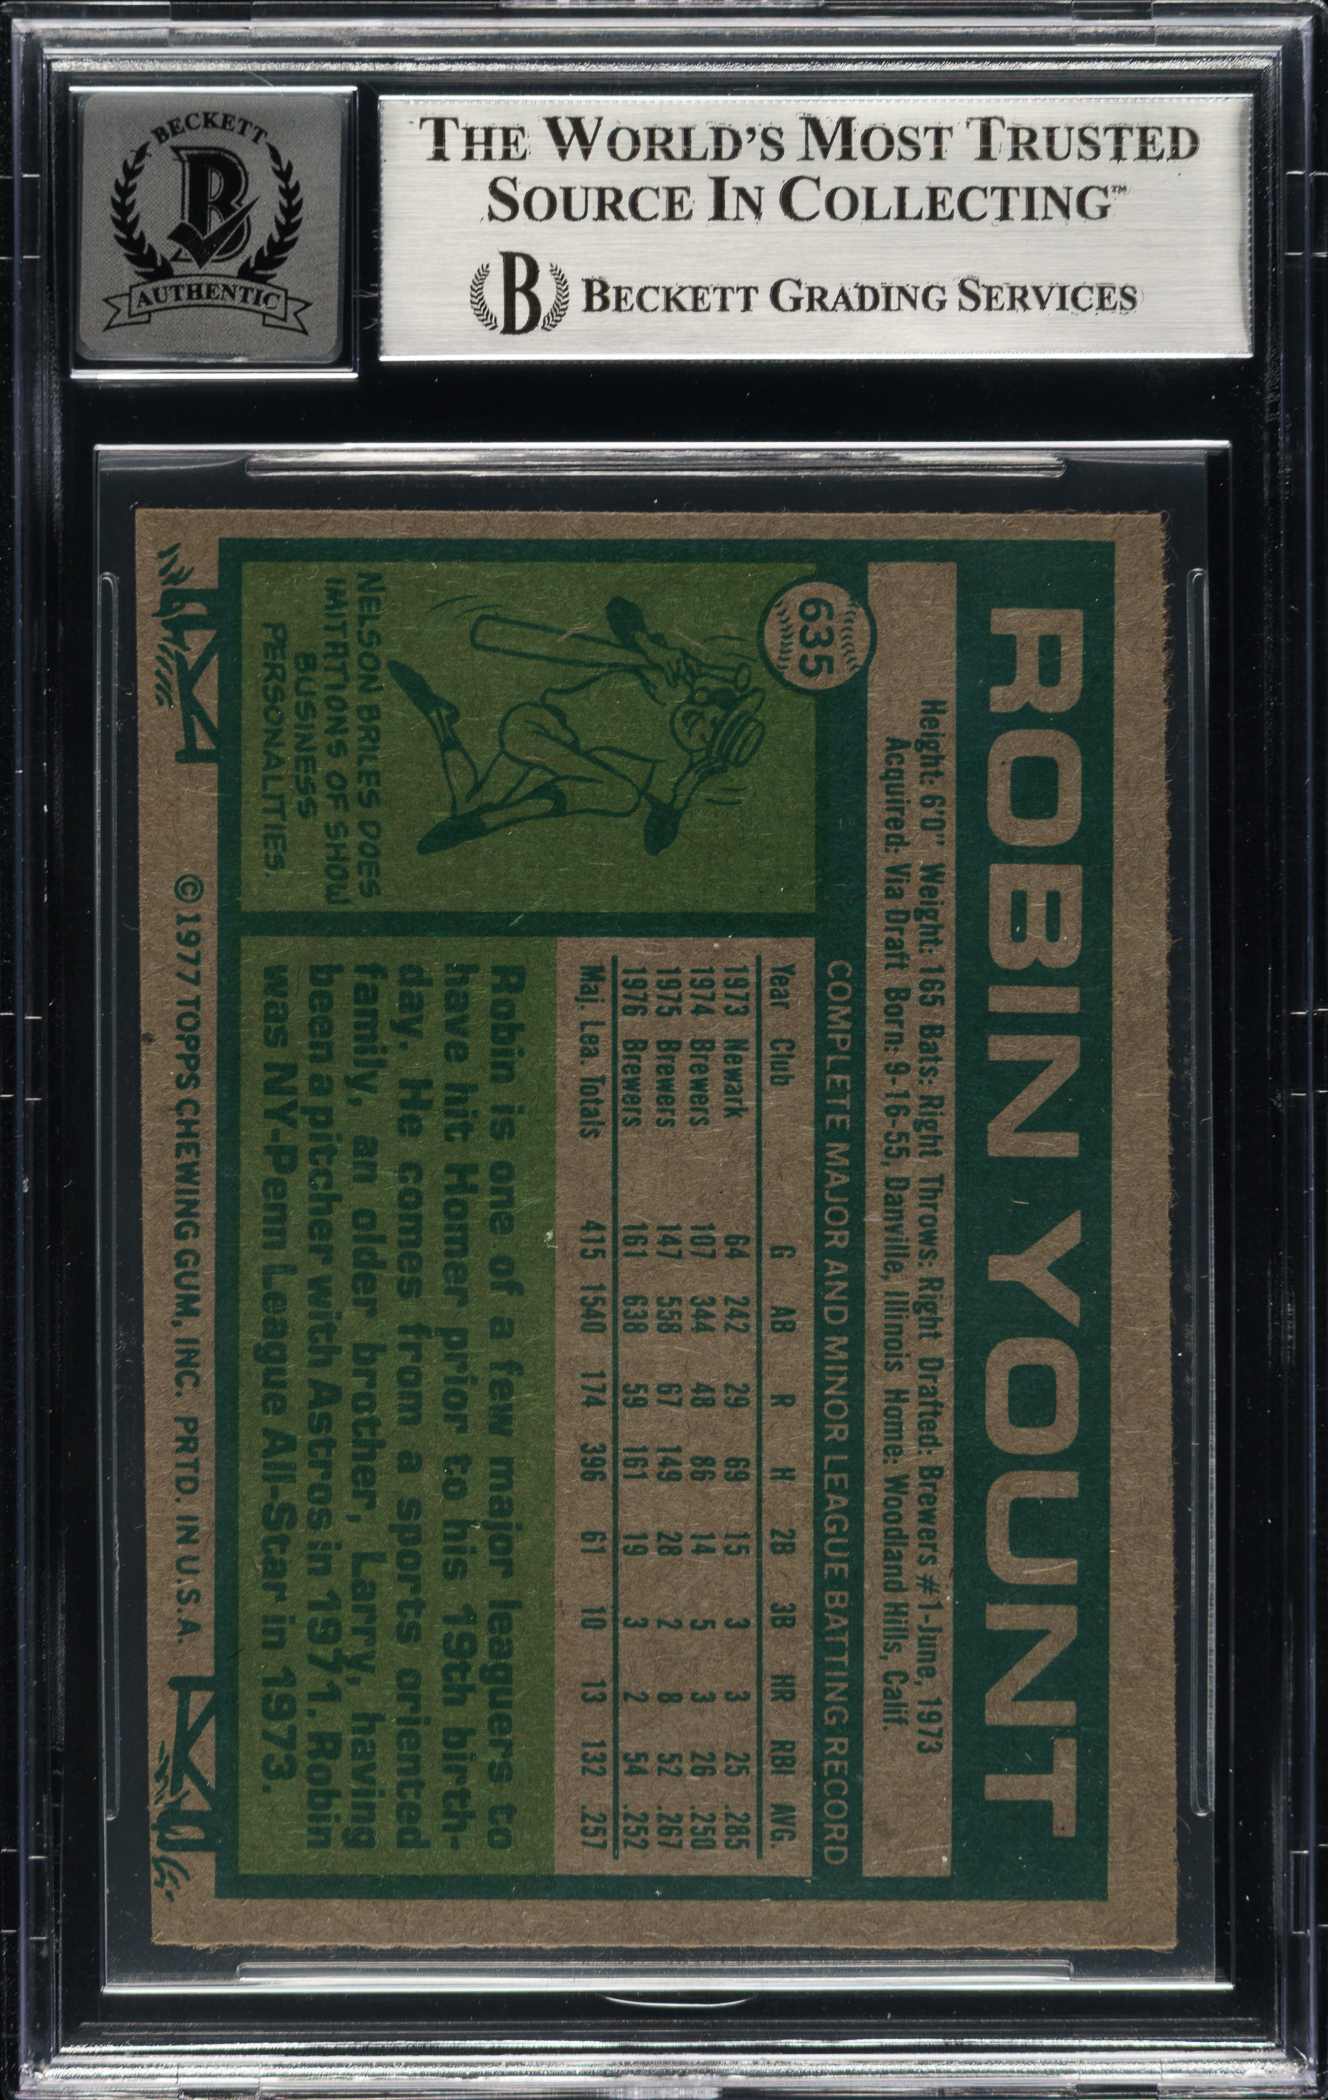 BECKETT
B
AUTHENTIC
THE WORLD'S MOST TRUSTED
SOURCE IN COLLECTING™
B BECKETT GRADING SERVICES
ROBIN YOUNT
Height: 6'0" Weight: 165 Bats: Right Throws: Right Drafted: Brewers #1-June, 1973
Acquired: Via Draft Born: 9-16-55, Danville, Illinois Home: Woodland Hills, Calif.
635
COMPLETE MAJOR AND MINOR LEAGUE BATTING RECORD
Year Club G AB R H 2B 3B HR RBI AVG.
1973 Newark 64 242 29 69 15 3 3 25 .285
1974 Brewers 107 344 48 86 14 5 3 26 .250
1975 Brewers 147 558 67 149 28 2 8 52 .267
1976 Brewers 161 638 59 161 19 3 2 54 .252
Maj. Lea. Totals 415 1540 174 396 61 10 13 132 .257
NELSON BRILES DOES
IMITATIONS OF SHOW
BUSINESS
PERSONALITIES.
Robin is one of a few major leaguers to
have hit Homer prior to his 19th birth-
day. He comes from a sports oriented
family, an older brother, Larry, having
been a pitcher with Astros in 1971. Robin
was NY-Penn League All-Star in 1973.
©1977 TOPPS CHEWING GUM, INC. PRTD. IN U.S.A.